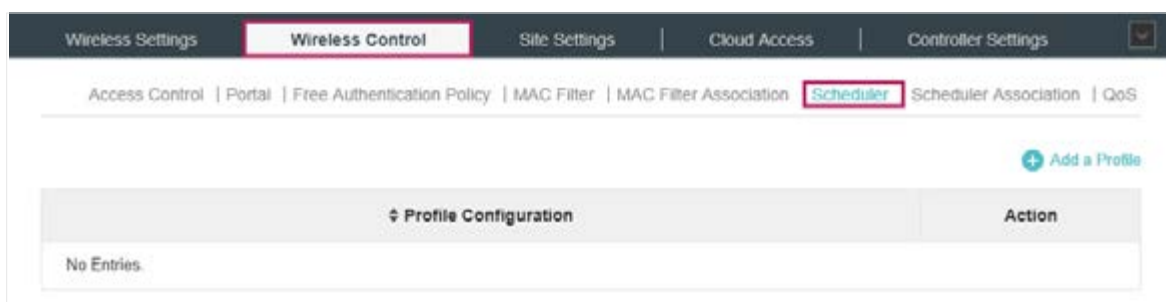 Wireless Settings Wireless Control Site Settings | Cloud Access | Controller Settings
Access Control | Portal | Free Authentication Policy | MAC Filter | MAC Filter Association Scheduler Scheduler Association | QoS
Add a Profile
Profile Configuration Action
No Entries.